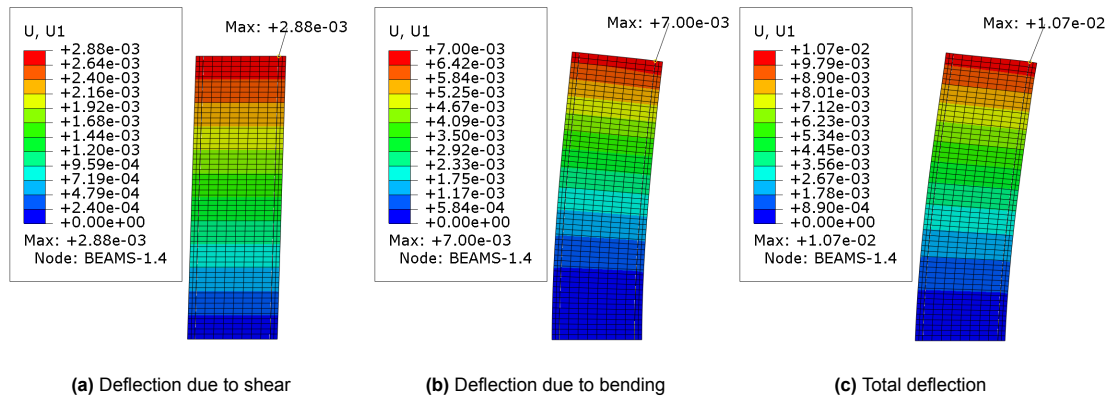 U, U1
+2.88e-03
+2.64e-03
+2.40e-03
+2.16e-03
+1.92e-03
+1.68e-03
+1.44e-03
+1.20e-03
+9.59e-04
+7.19e-04
+4.79e-04
+2.40e-04
+0.00e+00
Max: +2.88e-03
Node: BEAMS-1.4
Max: +2.88e-03
(a) Deflection due to shear
U, U1
+7.00e-03
+6.42e-03
+5.84e-03
+5.25e-03
+4.67e-03
+4.09e-03
+3.50e-03
+2.92e-03
+2.33e-03
+1.75e-03
+1.17e-03
+5.84e-04
+0.00e+00
Max: +7.00e-03
Node: BEAMS-1.4
Max: +7.00e-03
(b) Deflection due to bending
U, U1
+1.07e-02
+9.79e-03
+8.90e-03
+8.01e-03
+7.12e-03
+6.23e-03
+5.34e-03
+4.45e-03
+3.56e-03
+2.67e-03
+1.78e-03
+8.90e-04
+0.00e+00
Max: +1.07e-02
Node: BEAMS-1.4
Max: +1.07e-02
(c) Total deflection